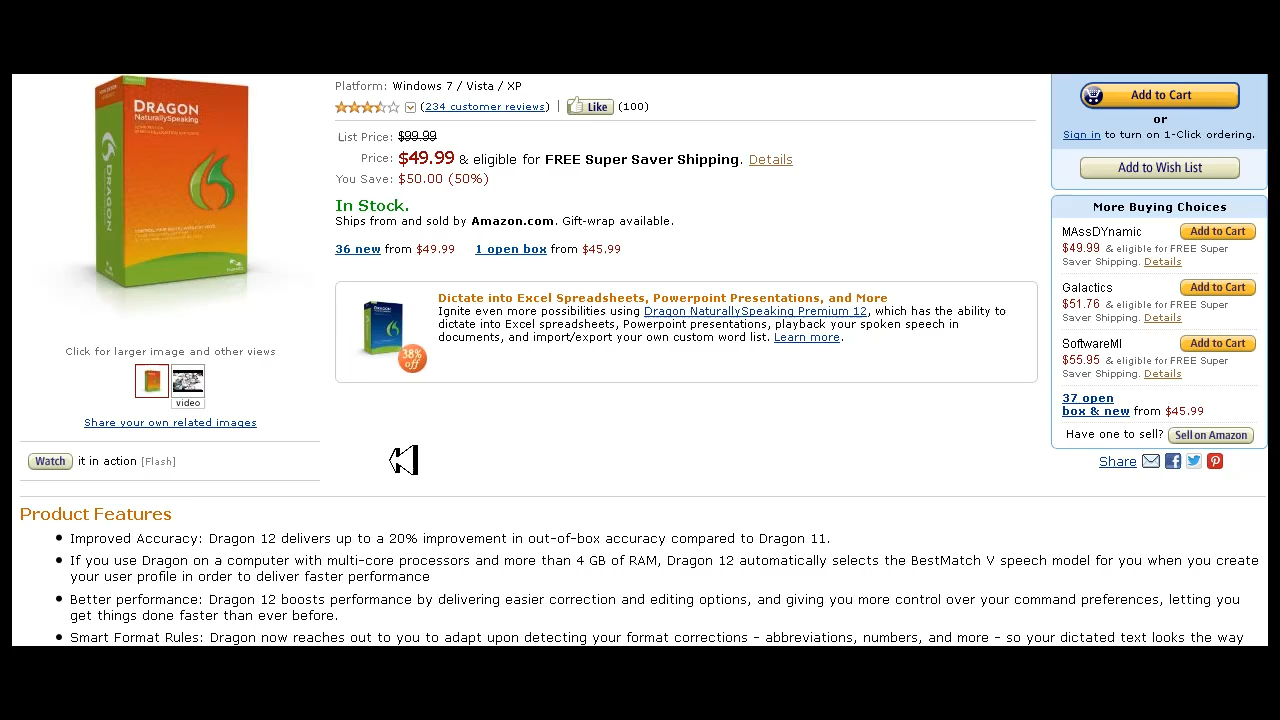 DRAGON
NaturallySpeaking
DRAGON
Click for larger image and other views
video
Share your own related images
Watch it in action [Flash]
Platform: Windows 7 / Vista / XP
(234 customer reviews) | Like (100)
List Price: $99.99
Price: $49.99 & eligible for FREE Super Saver Shipping. Details
You Save: $50.00 (50%)
In Stock.
Ships from and sold by Amazon.com. Gift-wrap available.
36 new from $49.99 1 open box from $45.99
38% off
Dictate into Excel Spreadsheets, Powerpoint Presentations, and More
Ignite even more possibilities using Dragon NaturallySpeaking Premium 12, which has the ability to
dictate into Excel spreadsheets, Powerpoint presentations, playback your spoken speech in
documents, and import/export your own custom word list. Learn more.
Add to Cart
or
Sign in to turn on 1-Click ordering.
Add to Wish List
More Buying Choices
MAssDYnamic Add to Cart
$49.99 & eligible for FREE Super
Saver Shipping. Details
Galactics Add to Cart
$51.76 & eligible for FREE Super
Saver Shipping. Details
SoftwareMI Add to Cart
$55.95 & eligible for FREE Super
Saver Shipping. Details
37 open
box & new from $45.99
Have one to sell? Sell on Amazon
Share
Product Features
Improved Accuracy: Dragon 12 delivers up to a 20% improvement in out-of-box accuracy compared to Dragon 11.
If you use Dragon on a computer with multi-core processors and more than 4 GB of RAM, Dragon 12 automatically selects the BestMatch V speech model for you when you create
your user profile in order to deliver faster performance
Better performance: Dragon 12 boosts performance by delivering easier correction and editing options, and giving you more control over your command preferences, letting you
get things done faster than ever before.
Smart Format Rules: Dragon now reaches out to you to adapt upon detecting your format corrections - abbreviations, numbers, and more - so your dictated text looks the way